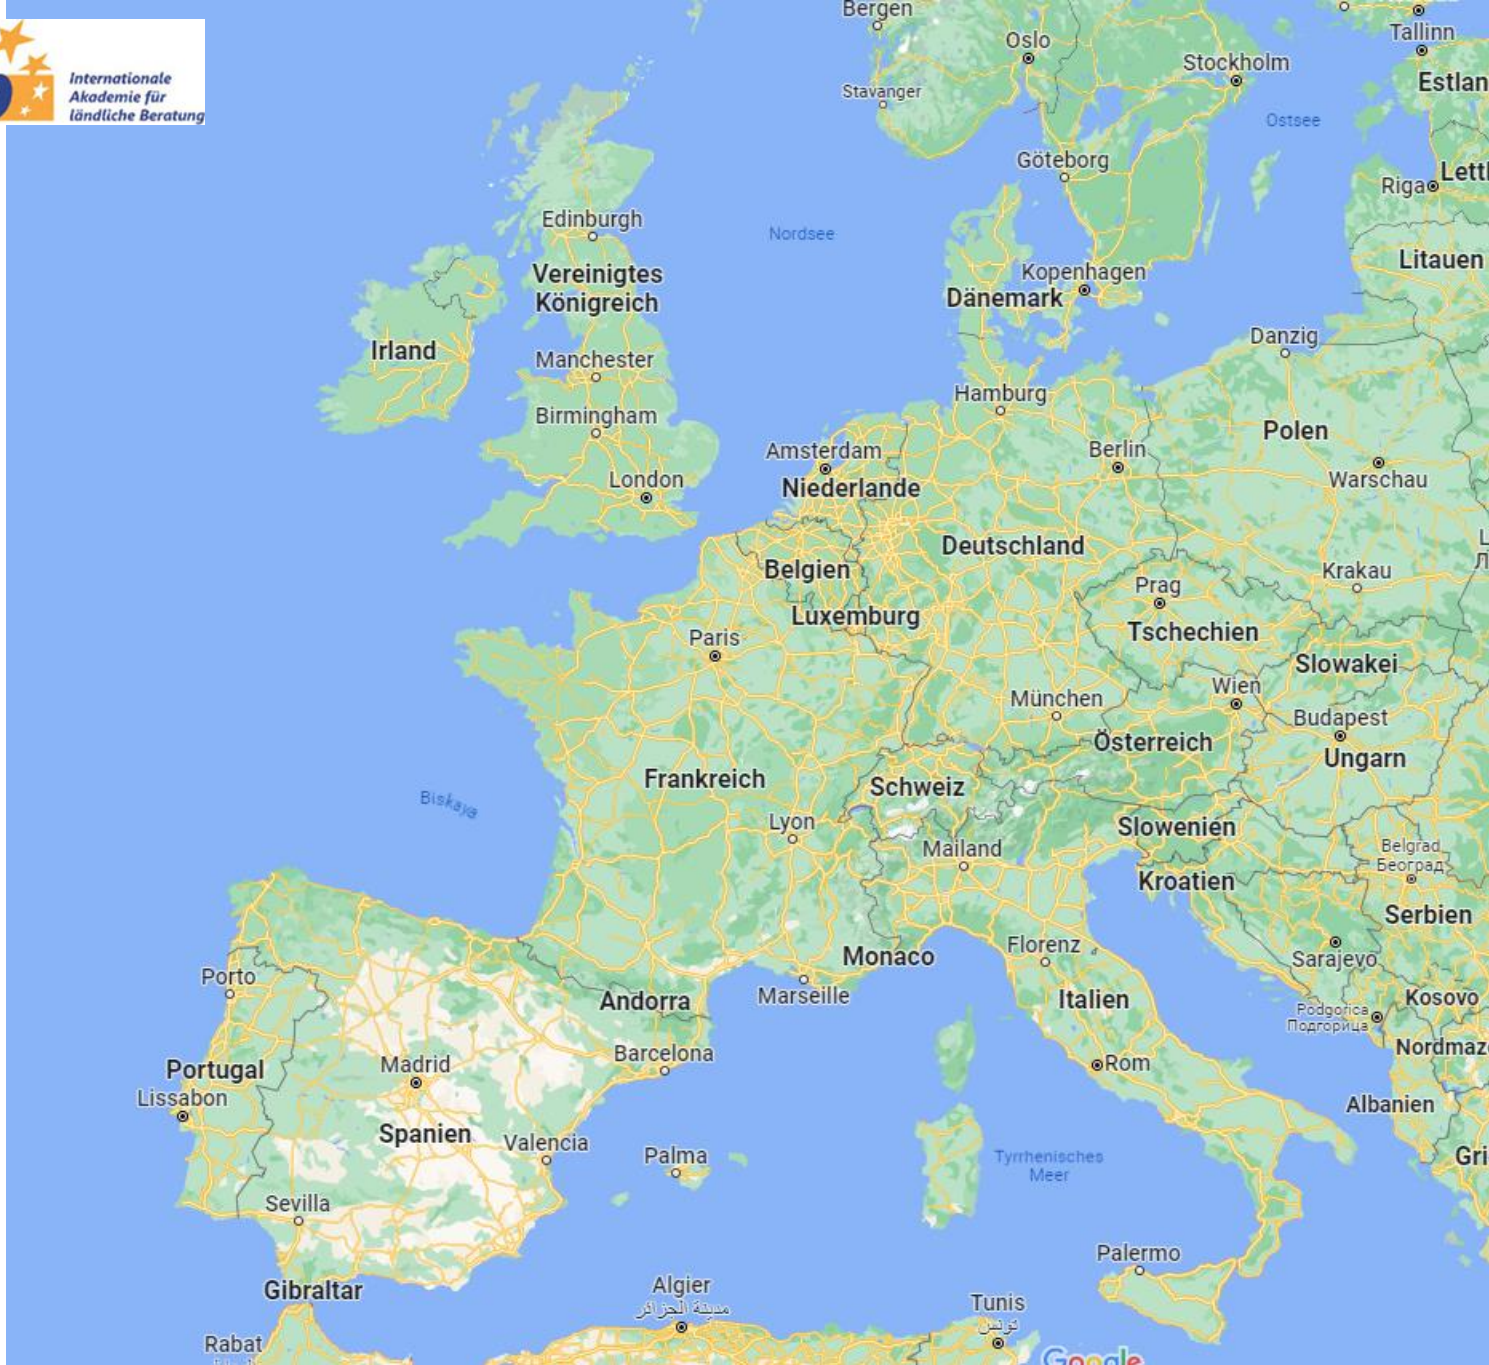 Internationale
Akademie für
ländliche Beratung
Bergen
Oslo
Stockholm
Tallinn
Estlan
Stavanger
Ostsee
Göteborg
Riga
Lettl
Edinburgh
Nordsee
Vereinigtes
Königreich
Litauen
Kopenhagen
Dänemark
Danzig
Irland
Manchester
Hamburg
Birmingham
Polen
Amsterdam
Berlin
London
Warschau
Niederlande
Deutschland
Belgien
Krakau
Prag
Luxemburg
Paris
Tschechien
Slowakei
München
Wien
Budapest
Österreich
Ungarn
Frankreich
Schweiz
Biskaya
Lyon
Slowenien
Mailand
Belgrad
Београд
Kroatien
Serbien
Florenz
Monaco
Sarajevo
Porto
Marseille
Andorra
Italien
Kosovo
Podgorica
Подгорица
Nordmaz
Barcelona
Madrid
Rom
Portugal
Lissabon
Albanien
Spanien
Valencia
Palma
Tyrrhenisches
Meer
Gri
Sevilla
Palermo
Gibraltar
Algier
مدينة الجزائر
Tunis
تونس
Rabat
Google